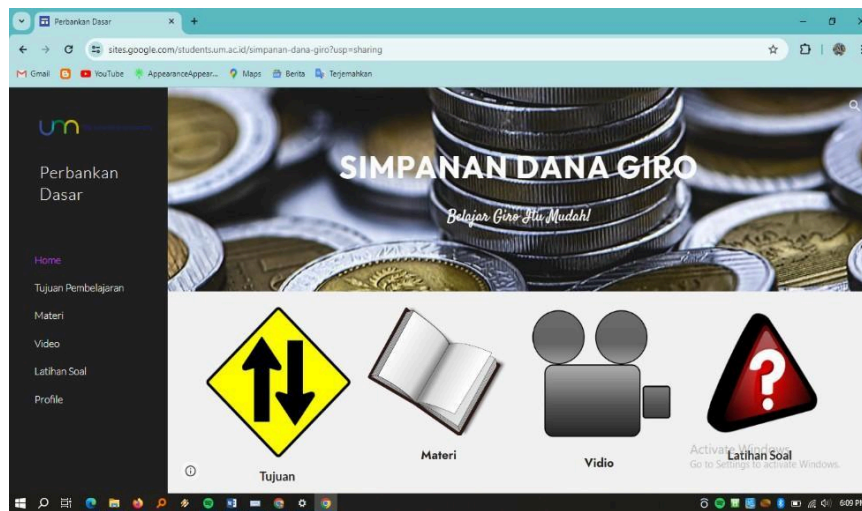 Perbankan Dasar
sites.google.com/students.um.ac.id/simpanan-dana-giro?usp=sharing
Gmail
YouTube
AppearanceAppear...
Maps
Berita
Terjemahkan
um
Perbankan
Dasar
Home
Tujuan Pembelajaran
Materi
Video
Latihan Soal
Profile
SIMPANAN DANA GIRO
Belajar Giro Itu Mudah!
Tujuan
Materi
Vidio
Latihan Soal
Activate Windows
Go to Settings to activate Windows.
6:09 P